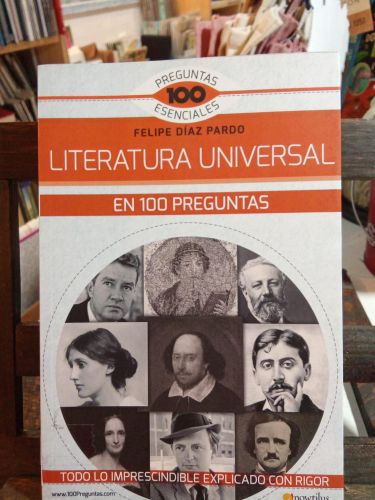 PREGUNTAS
100
ESENCIALES
FELIPE DÍAZ PARDO
LITERATURA UNIVERSAL
EN 100 PREGUNTAS
TODO LO IMPRESCINDIBLE EXPLICADO CON RIGOR
www.100Preguntas.com
nowtilus